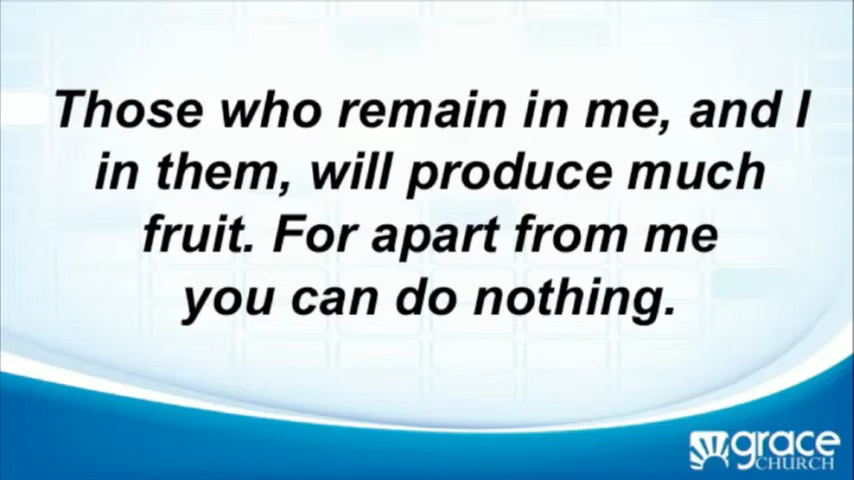 Those who remain in me, and I
in them, will produce much
fruit. For apart from me
you can do nothing.
grace
CHURCH